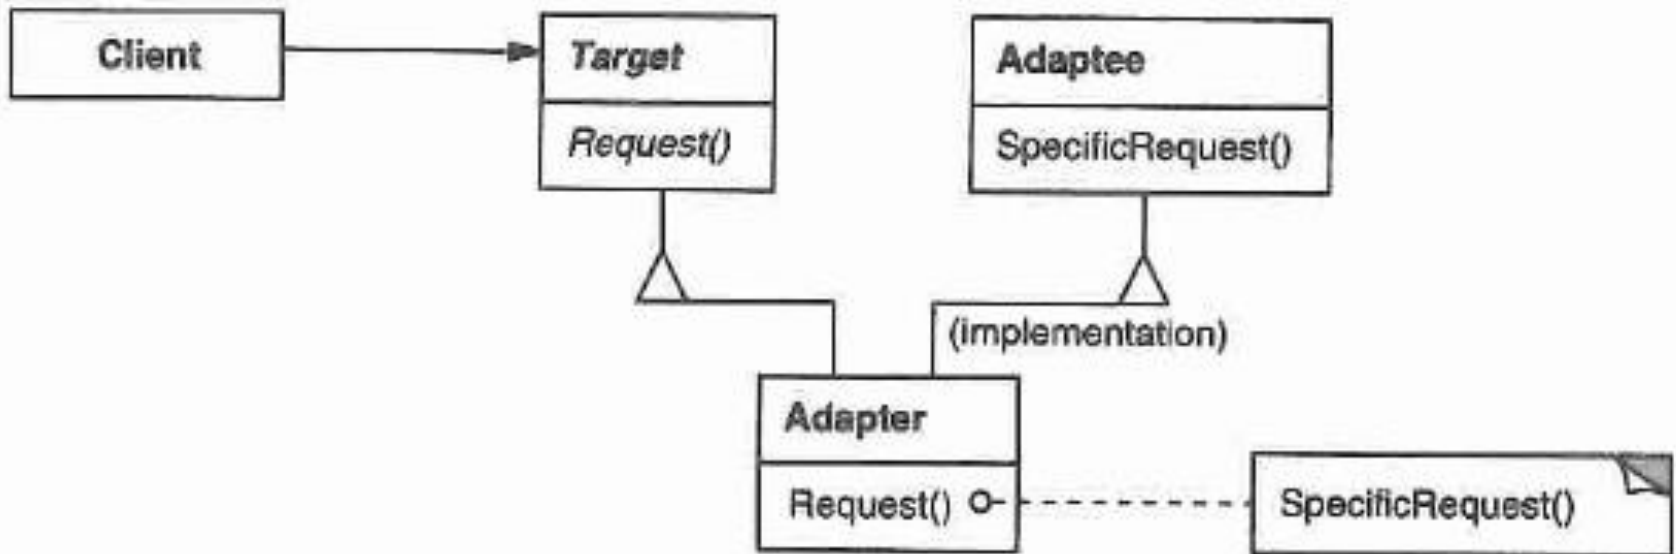 Client
Target
Request()
Adaptee
SpecificRequest()
(implementation)
Adapter
Request()
SpecificRequest()